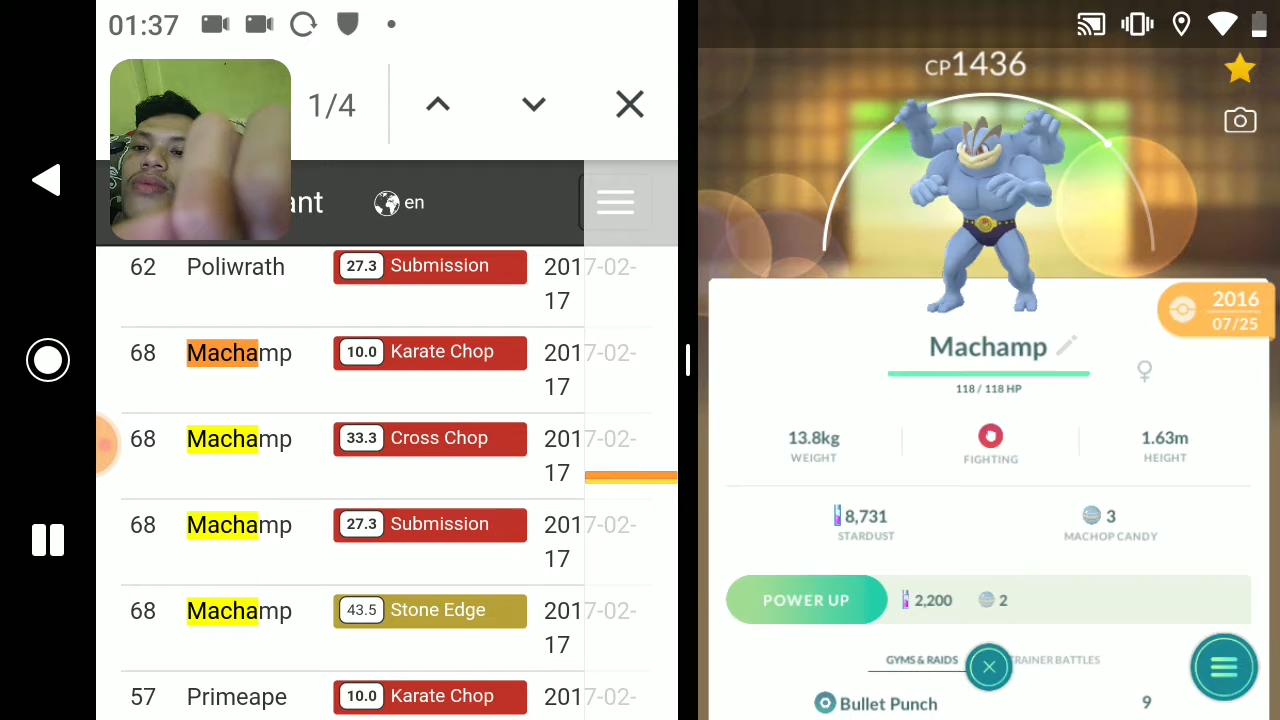 01:37
1/4
ant
en
62 Poliwrath 27.3 Submission 2017-02-
17
68 Machamp 10.0 Karate Chop 2017-02-
17
68 Machamp 33.3 Cross Chop 2017-02-
17
68 Machamp 27.3 Submission 2017-02-
17
68 Machamp 43.5 Stone Edge 2017-02-
17
57 Primeape 10.0 Karate Chop 2017-02-
CP1436
2016
07/25
Machamp
118 / 118 HP
13.8kg 1.63m
WEIGHT FIGHTING HEIGHT
8,731 3
STARDUST MACHOP CANDY
POWER UP 2,200 2
GYMS & RAIDS TRAINER BATTLES
Bullet Punch 9